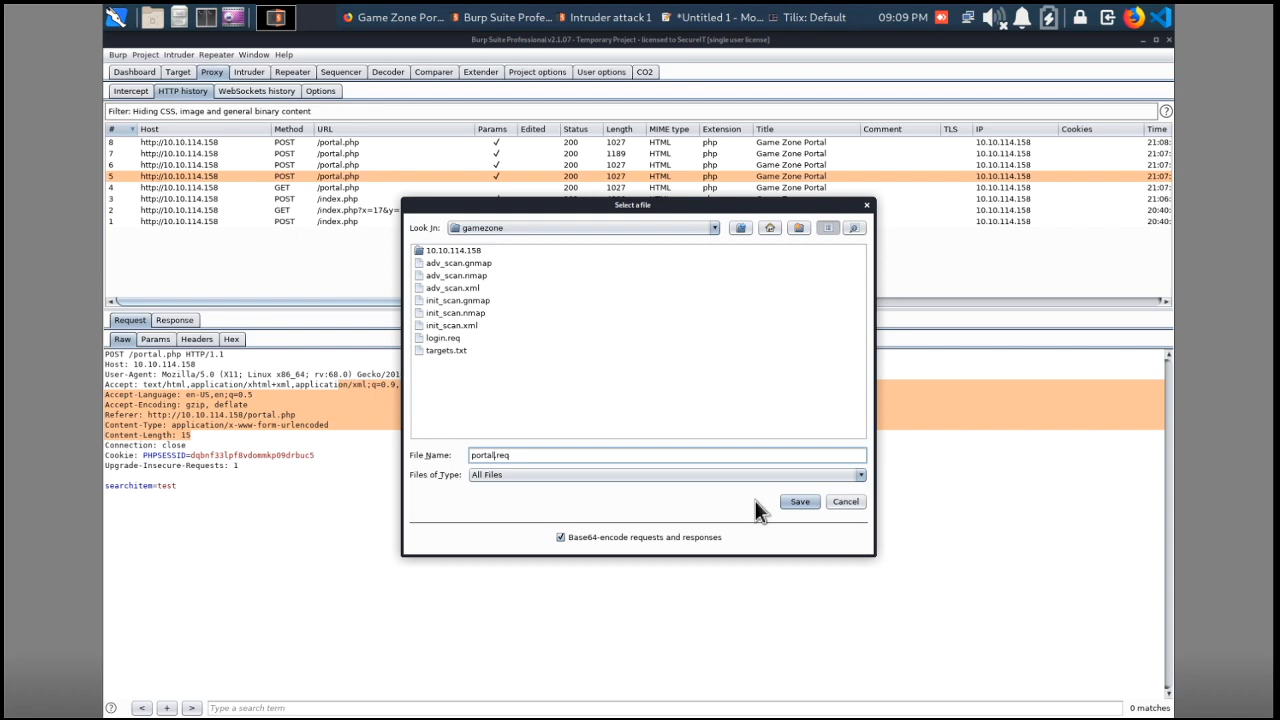 Game Zone Por... Burp Suite Profe... Intruder attack 1 *Untitled 1 - Mo... Tilix: Default 09:09 PM
Burp Suite Professional v2.1.07 - Temporary Project - licensed to SecureIT [single user license]
Burp Project Intruder Repeater Window Help
Dashboard Target Proxy Intruder Repeater Sequencer Decoder Comparer Extender Project options User options CO2
Intercept HTTP history WebSockets history Options
Filter: Hiding CSS, image and general binary content
# Host Method URL Params Edited Status Length MIME type Extension Title Comment TLS IP Cookies Time
8 http://10.10.114.158 POST /portal.php ✓ 200 1027 HTML php Game Zone Portal 10.10.114.158 21:08:
7 http://10.10.114.158 POST /portal.php ✓ 200 1189 HTML php Game Zone Portal 10.10.114.158 21:07:
6 http://10.10.114.158 POST /portal.php ✓ 200 1027 HTML php Game Zone Portal 10.10.114.158 21:07:
5 http://10.10.114.158 POST /portal.php ✓ 200 1027 HTML php Game Zone Portal 10.10.114.158 21:07:
4 http://10.10.114.158 GET /portal.php 200 1027 HTML php Game Zone Portal 10.10.114.158 21:07:
3 http://10.10.114.158 POST /index.php 10.10.114.158 21:06:
2 http://10.10.114.158 GET /index.php?x=17&y= 10.10.114.158 20:40:
1 http://10.10.114.158 POST /index.php 10.10.114.158 20:40:
Select a file
Look In: gamezone
10.10.114.158
adv_scan.gnmap
adv_scan.nmap
adv_scan.xml
init_scan.gnmap
init_scan.nmap
init_scan.xml
login.req
targets.txt
File Name: portal.req
Files of Type: All Files
Save Cancel
Base64-encode requests and responses
Request Response
Raw Params Headers Hex
POST /portal.php HTTP/1.1
Host: 10.10.114.158
User-Agent: Mozilla/5.0 (X11; Linux x86_64; rv:68.0) Gecko/201
Accept: text/html,application/xhtml+xml,application/xml;q=0.9,
Accept-Language: en-US,en;q=0.5
Accept-Encoding: gzip, deflate
Referer: http://10.10.114.158/portal.php
Content-Type: application/x-www-form-urlencoded
Content-Length: 15
Connection: close
Cookie: PHPSESSID=dqbnf33lpf8vdommkp09drbuc5
Upgrade-Insecure-Requests: 1
searchitem=test
? < + > Type a search term 0 matches